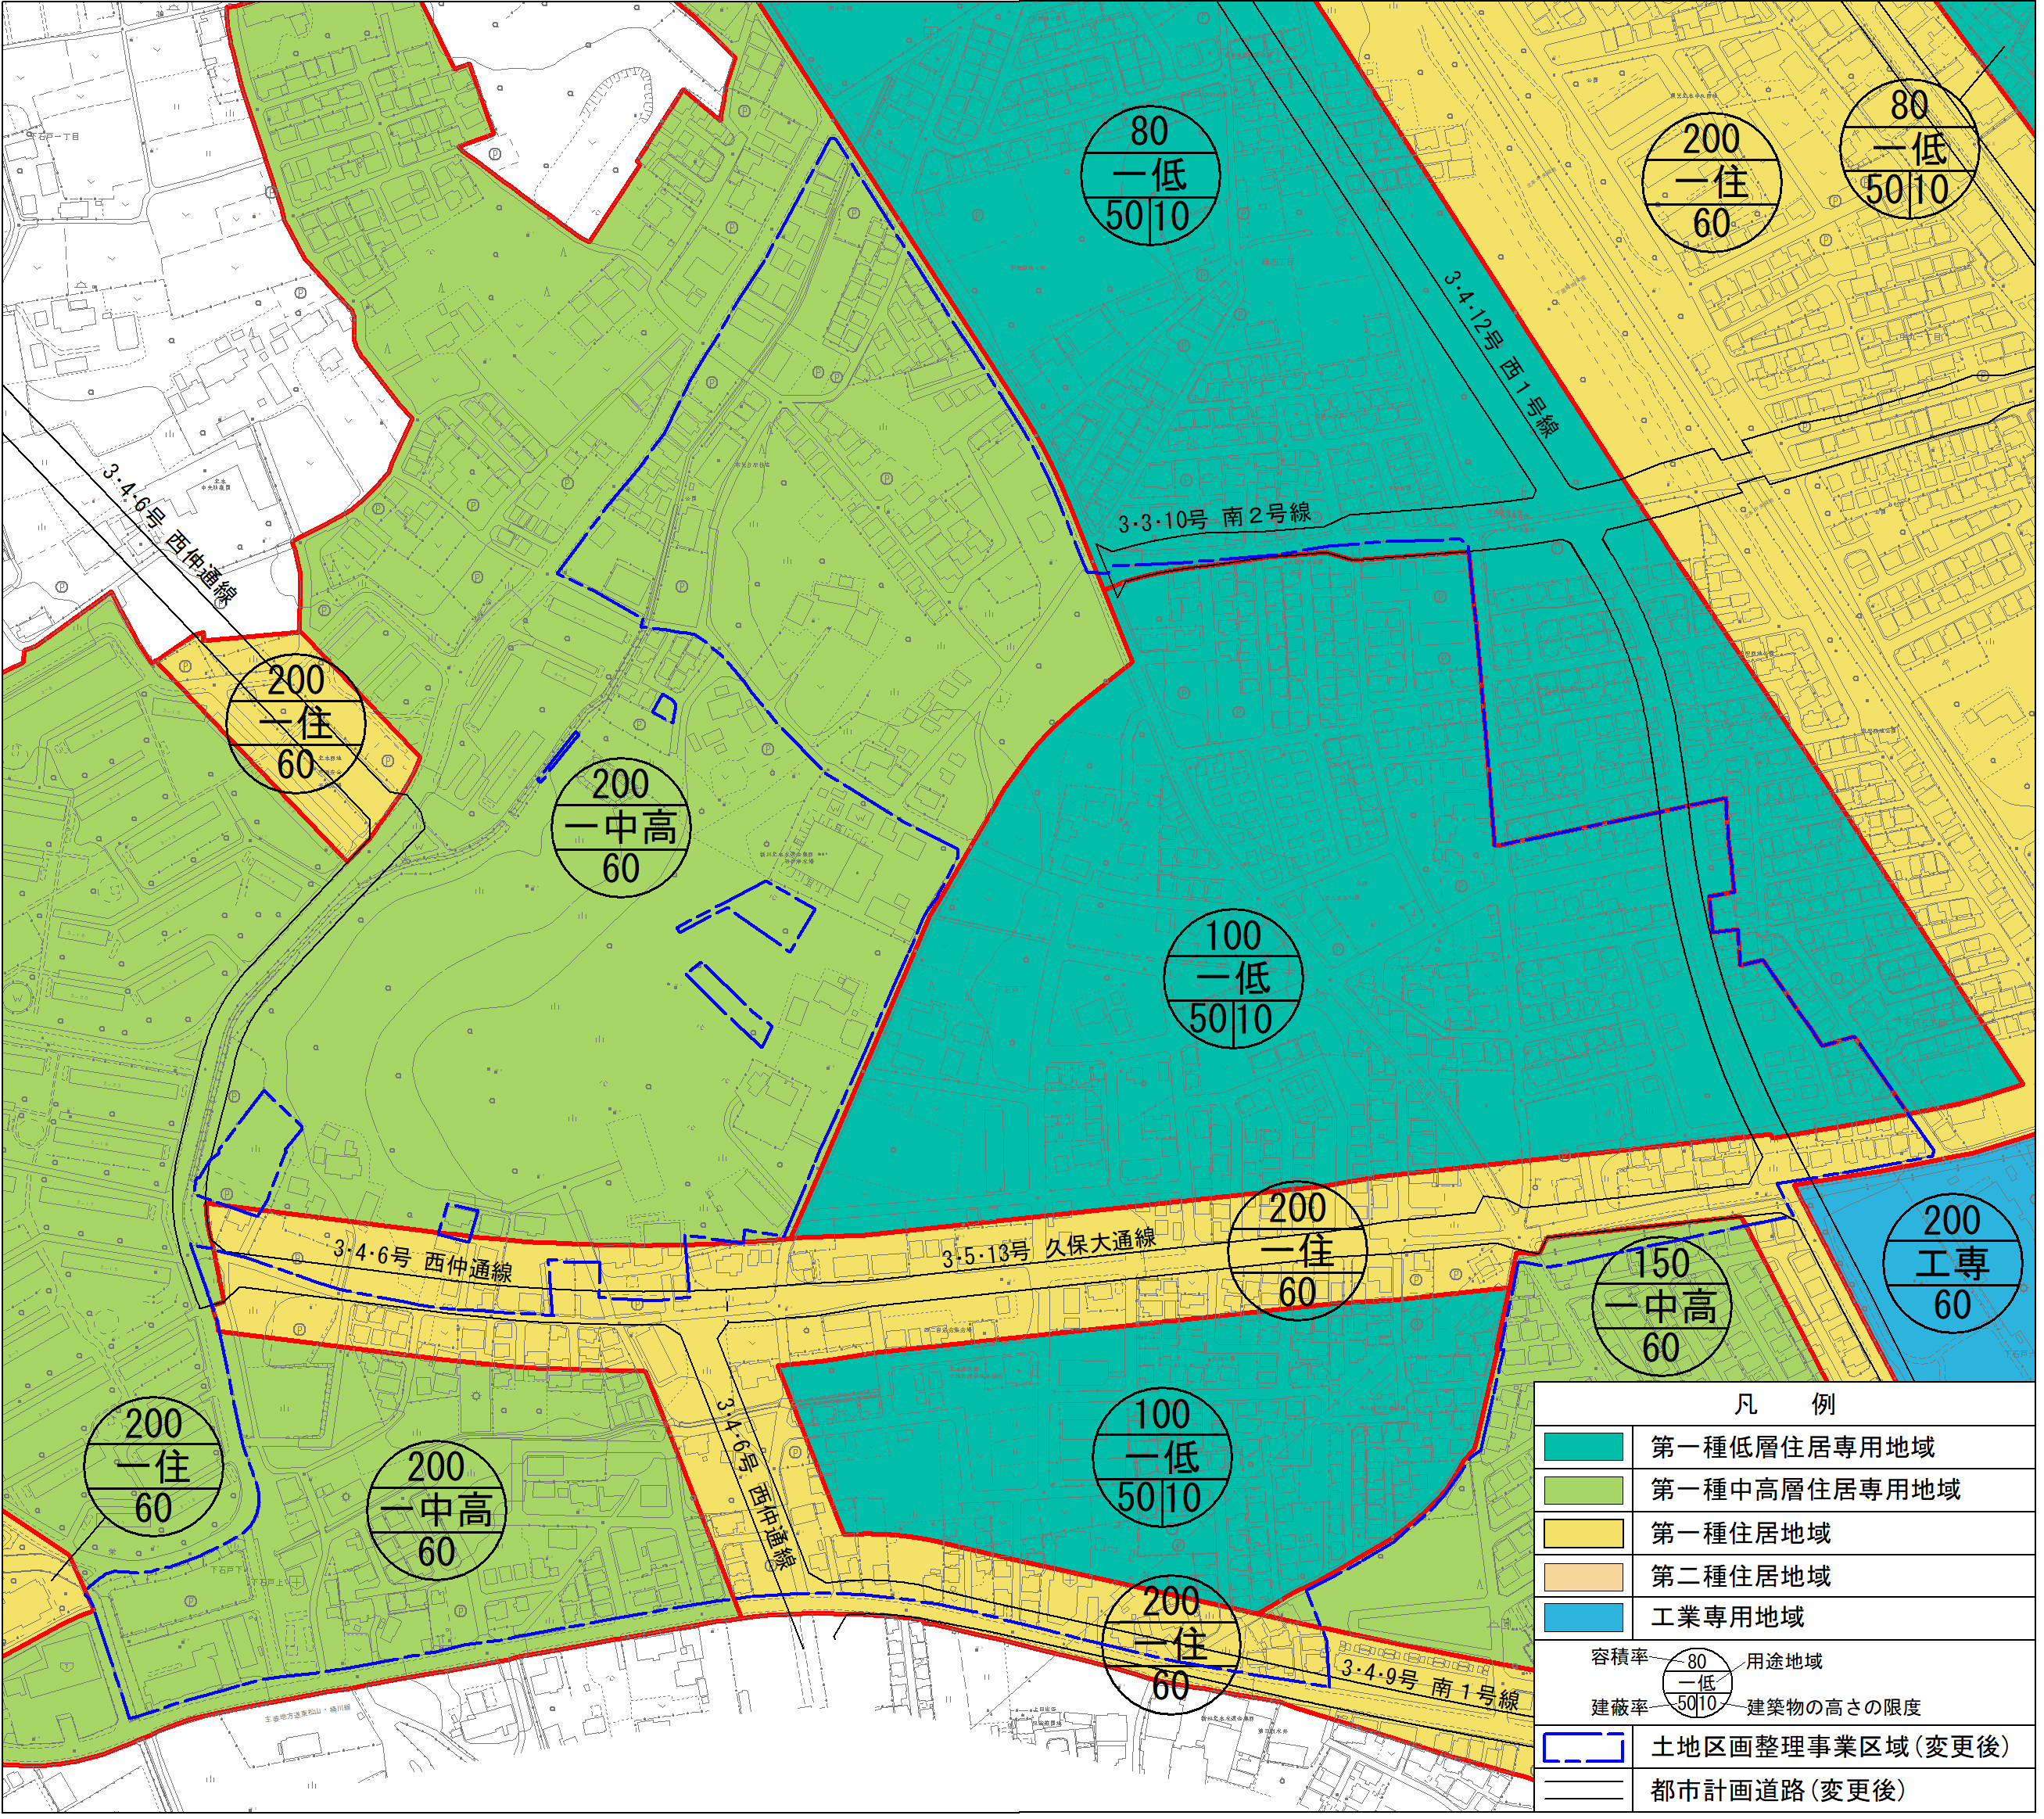 80
一低
50 10
200
一住
60
80
一低
50 10
下石戸一丁目
3・4・12号 西1号線
3・4・6号 西仲通線
3・3・10号 南2号線
200
一住
60
200
一中高
60
100
一低
50 10
200
一住
60
3・4・6号 西仲通線
3・5・13号 久保大通線
150
一中高
60
200
工専
60
200
一住
60
200
一中高
60
3・4・6号 西仲通線
100
一低
50 10
200
一住
60
3・4・9号 南1号線
凡 例
第一種低層住居専用地域
第一種中高層住居専用地域
第一種住居地域
第二種住居地域
工業専用地域
容積率
80
一低
50 10
用途地域
建蔽率
建築物の高さの限度
土地区画整理事業区域(変更後)
都市計画道路(変更後)